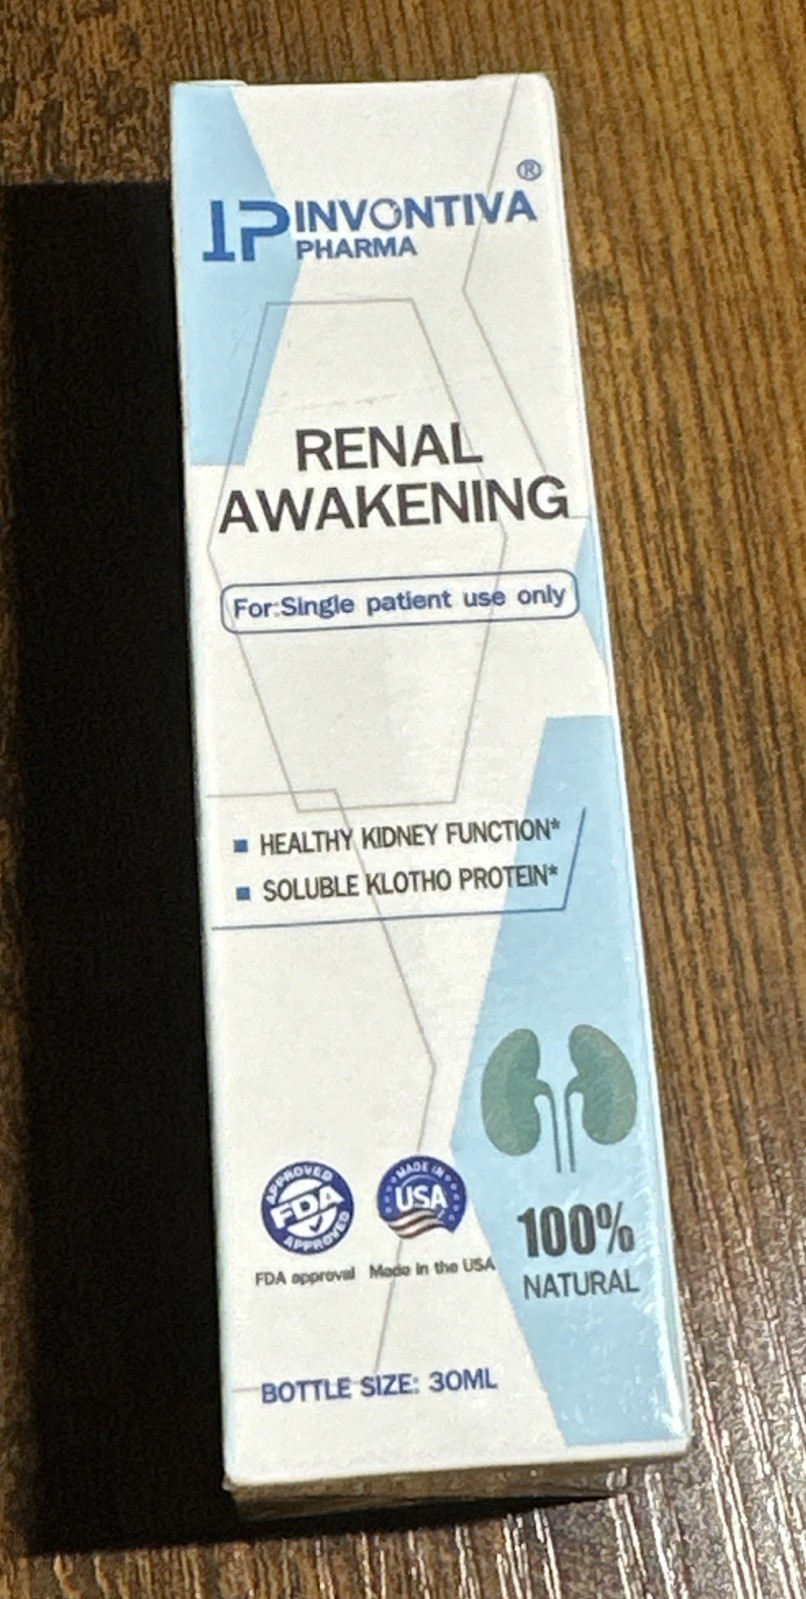 IP INVONTIVA®
PHARMA
RENAL
AWAKENING
For:Single patient use only
HEALTHY KIDNEY FUNCTION*
SOLUBLE KLOTHO PROTEIN*
APPROVED
FDA
APPROVED
MADE IN
USA
FDA approval Made in the USA
100%
NATURAL
BOTTLE SIZE: 30ML